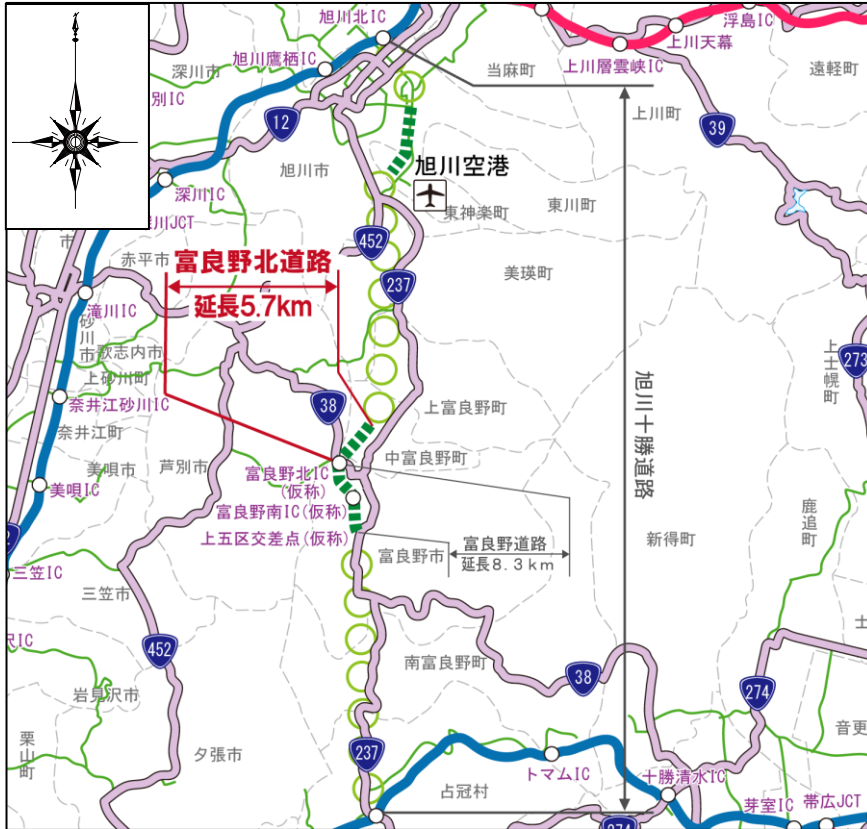 旭川北IC
浮島IC
上川天幕
旭川鷹栖IC
深川市
当麻町
上川層雲峡IC
遠軽町
別IC
上川町
12
39
旭川市
旭川空港
深川IC
東川町
東神楽町
川JCT
市
452
赤平市
富良野北道路
美瑛町
237
延長5.7km
滝川IC
砂川市
歌志内市
上砂川町
旭川十勝道路
上士幌町
273
奈井江砂川IC
38
上富良野町
奈井江町
中富良野町
美唄市
芦別市
富良野北IC
(仮称)
美唄IC
富良野南IC(仮称)
鹿追町
上五区交差点(仮称)
富良野道路
新得町
2
富良野市
延長8.3km
三笠IC
三笠市
士
沢IC
452
南富良野町
38
岩見沢市
274
栗山町
音更
夕張市
237
トマムIC
十勝清水IC
占冠村
芽室IC
帯広JCT
274